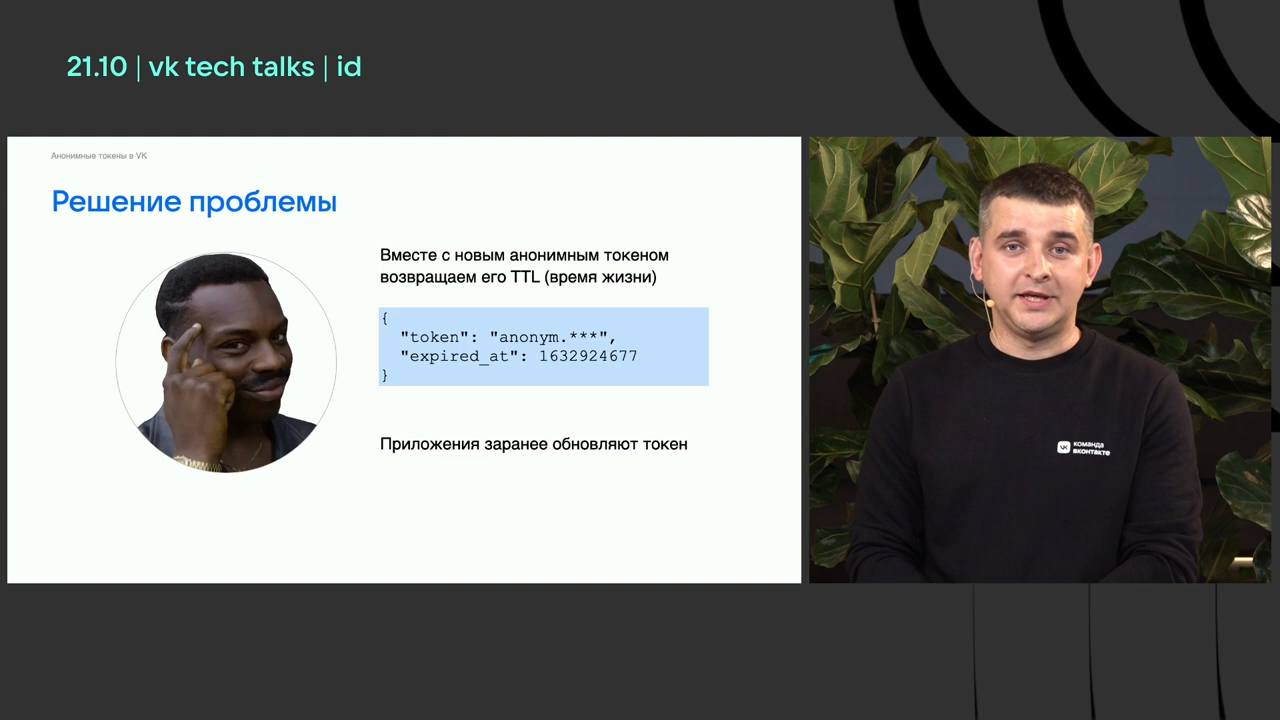 21.10 | vk tech talks | id
Анонимные токены в VK
Решение проблемы
Вместе с новым анонимным токеном
возвращаем его TTL (время жизни)
{
"token": "anonym.***",
"expired_at": 1632924677
}
Приложения заранее обновляют токен
команда
вконтакте